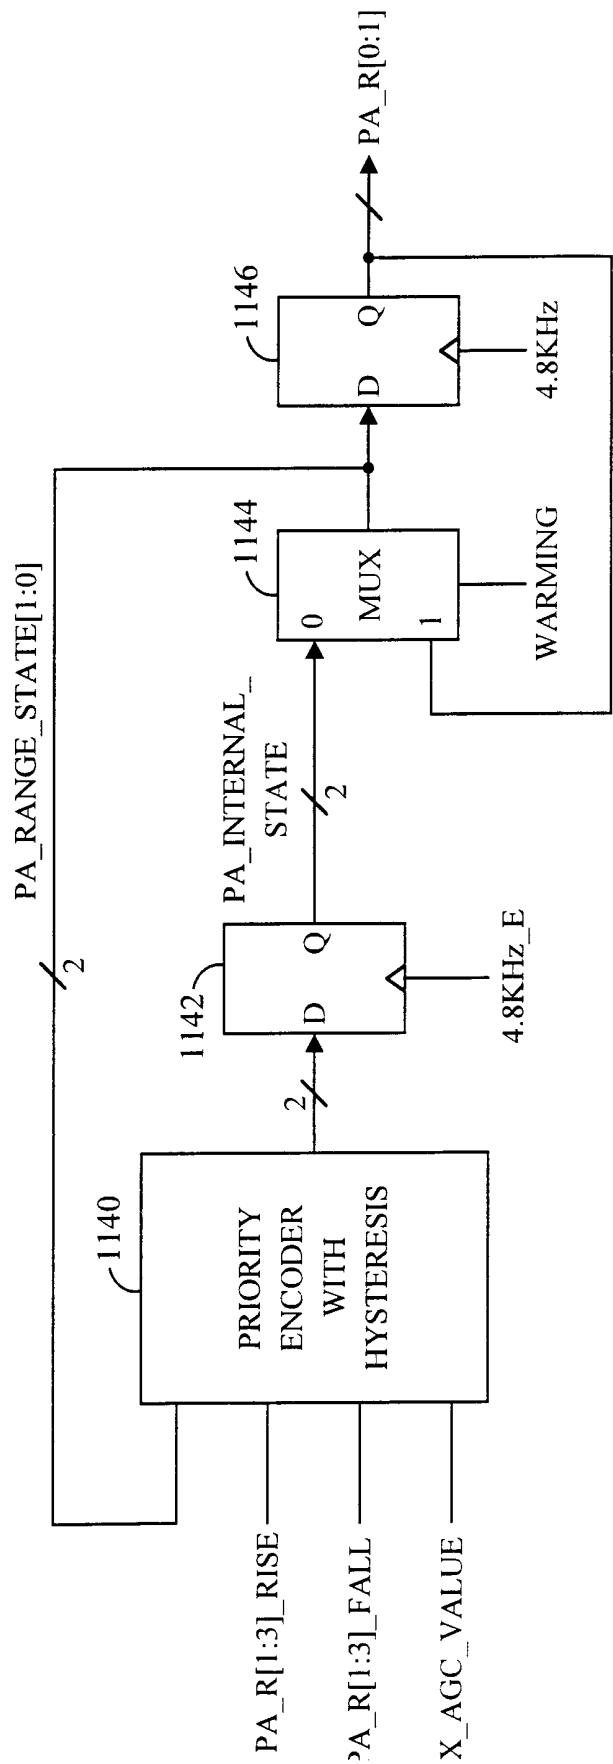 PA_RANGE_STATE[1:0]
2
PA_R[1:3]_RISE
PA_R[1:3]_FALL
X_AGC_VALUE
1140
PRIORITY
ENCODER
WITH
HYSTERESIS
2
1142
D
Q
4.8KHz_E
PA_INTERNAL_
STATE
2
1144
0
MUX
1
WARMING
1146
D
Q
4.8KHz
PA_R[0:1]